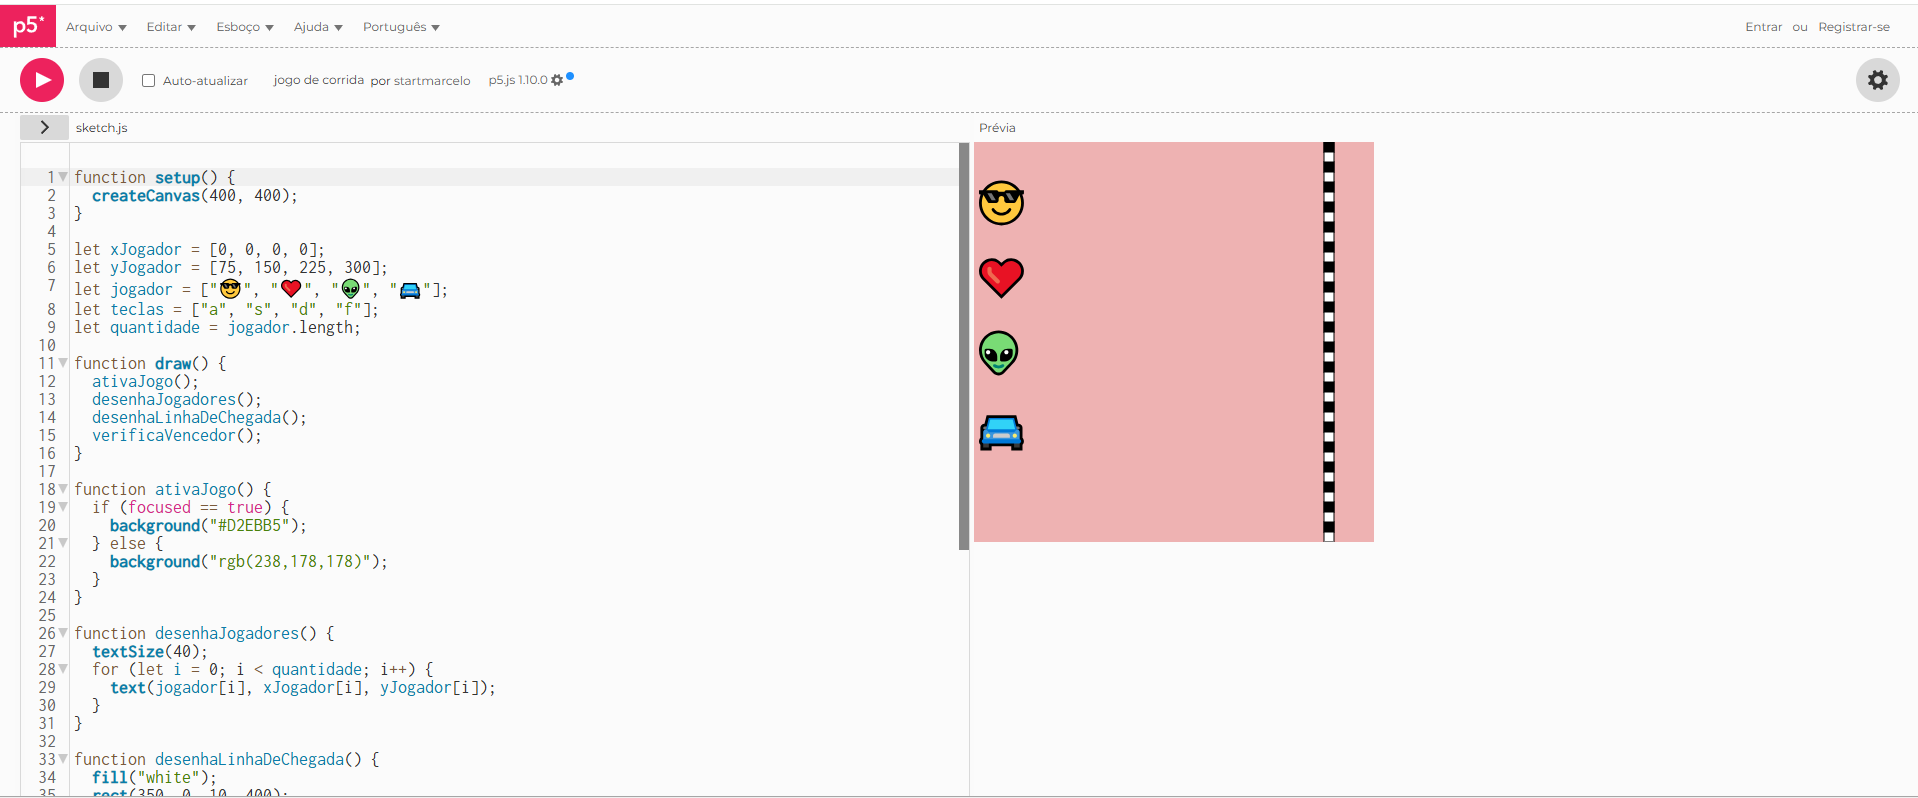 p5* Arquivo Editar Esboço Ajuda Português Entrar ou Registrar-se
Auto-atualizar jogo de corrida por startmarcelo p5.js 1.10.0
sketch.js
Prévia
1 function setup() {
2   createCanvas(400, 400);
3 }
4
5 let xJogador = [0, 0, 0, 0];
6 let yJogador = [75, 150, 225, 300];
7 let jogador = ["😎", "❤️", "👽", "🚘"];
8 let teclas = ["a", "s", "d", "f"];
9 let quantidade = jogador.length;
10
11 function draw() {
12   ativaJogo();
13   desenhaJogadores();
14   desenhaLinhaDeChegada();
15   verificaVencedor();
16 }
17
18 function ativaJogo() {
19   if (focused == true) {
20     background("#D2EBB5");
21   } else {
22     background("rgb(238,178,178)");
23   }
24 }
25
26 function desenhaJogadores() {
27   textSize(40);
28   for (let i = 0; i < quantidade; i++) {
29     text(jogador[i], xJogador[i], yJogador[i]);
30   }
31 }
32
33 function desenhaLinhaDeChegada() {
34   fill("white");
35   rect(350, 0, 10, 400);